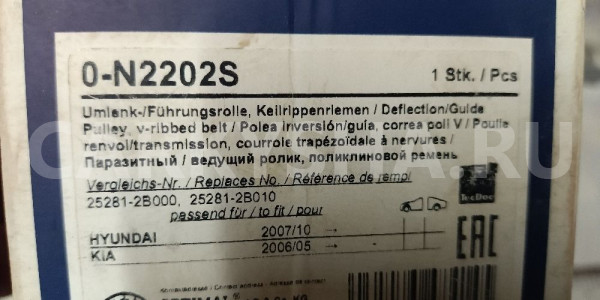 0-N2202S 1 Stk. / Pcs
Umlenk-/Führungsrolle, Keilrippenriemen / Deflection/Guide
Pulley, v-ribbed belt / Polea inversión/guía, correa poli V / Poulie
renvoi/transmission, courroie trapézoïdale à nervures /
Паразитный / ведущий ролик, поликлиновой ремень
Vergleichs-Nr. / Replaces No. / Référence de rempl
25281-2B000, 25281-2B010
passend für / to fit / pour
TecDoc
HYUNDAI 2007/10 →
KIA 2006/05 →
EAC